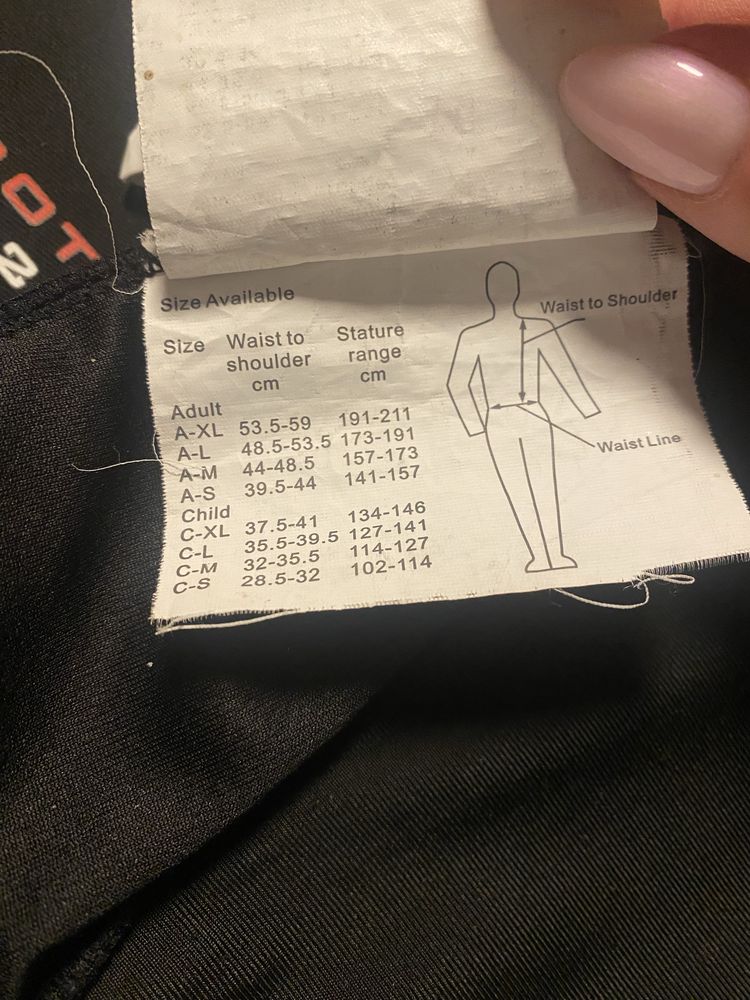 OT
2
Size Available
Size Waist to shoulder cm Stature range cm
Adult
A-XL 53.5-59 191-211
A-L 48.5-53.5 173-191
A-M 44-48.5 157-173
A-S 39.5-44 141-157
Child
C-XL 37.5-41 134-146
C-L 35.5-39.5 127-141
C-M 32-35.5 114-127
C-S 28.5-32 102-114
Waist to Shoulder
Waist Line